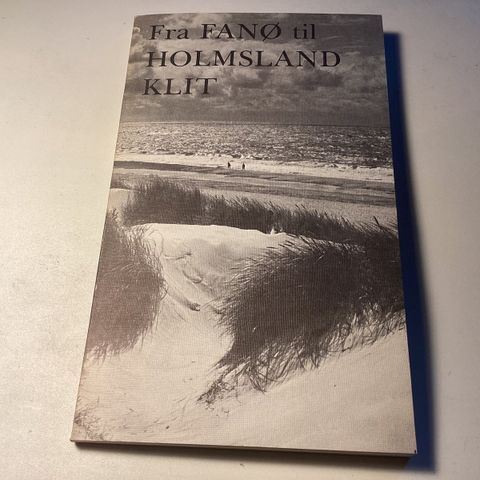 Fra FANØ til
HOLMSLAND
KLIT